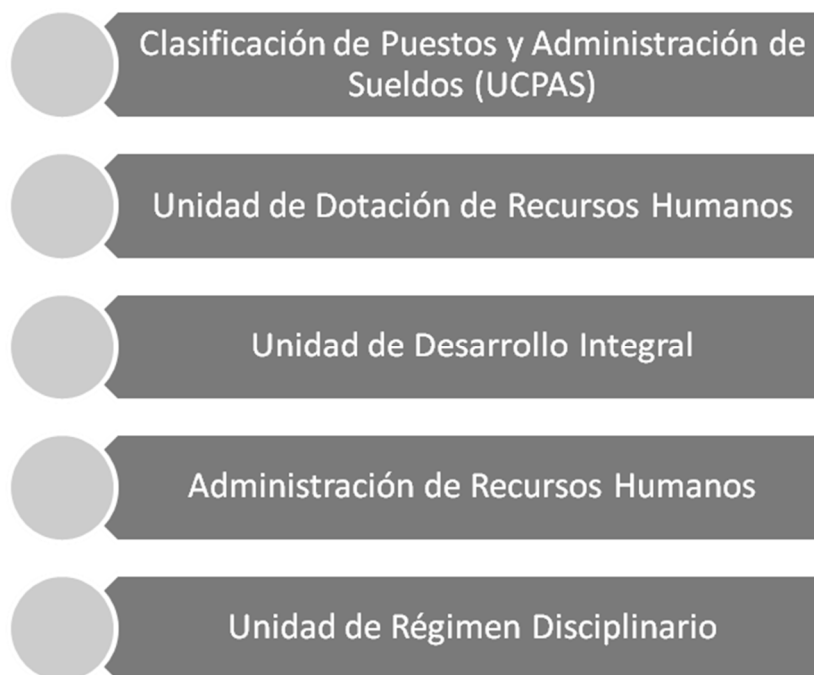 Clasificación de Puestos y Administración de
Sueldos (UCPAS)
Unidad de Dotación de Recursos Humanos
Unidad de Desarrollo Integral
Administración de Recursos Humanos
Unidad de Régimen Disciplinario